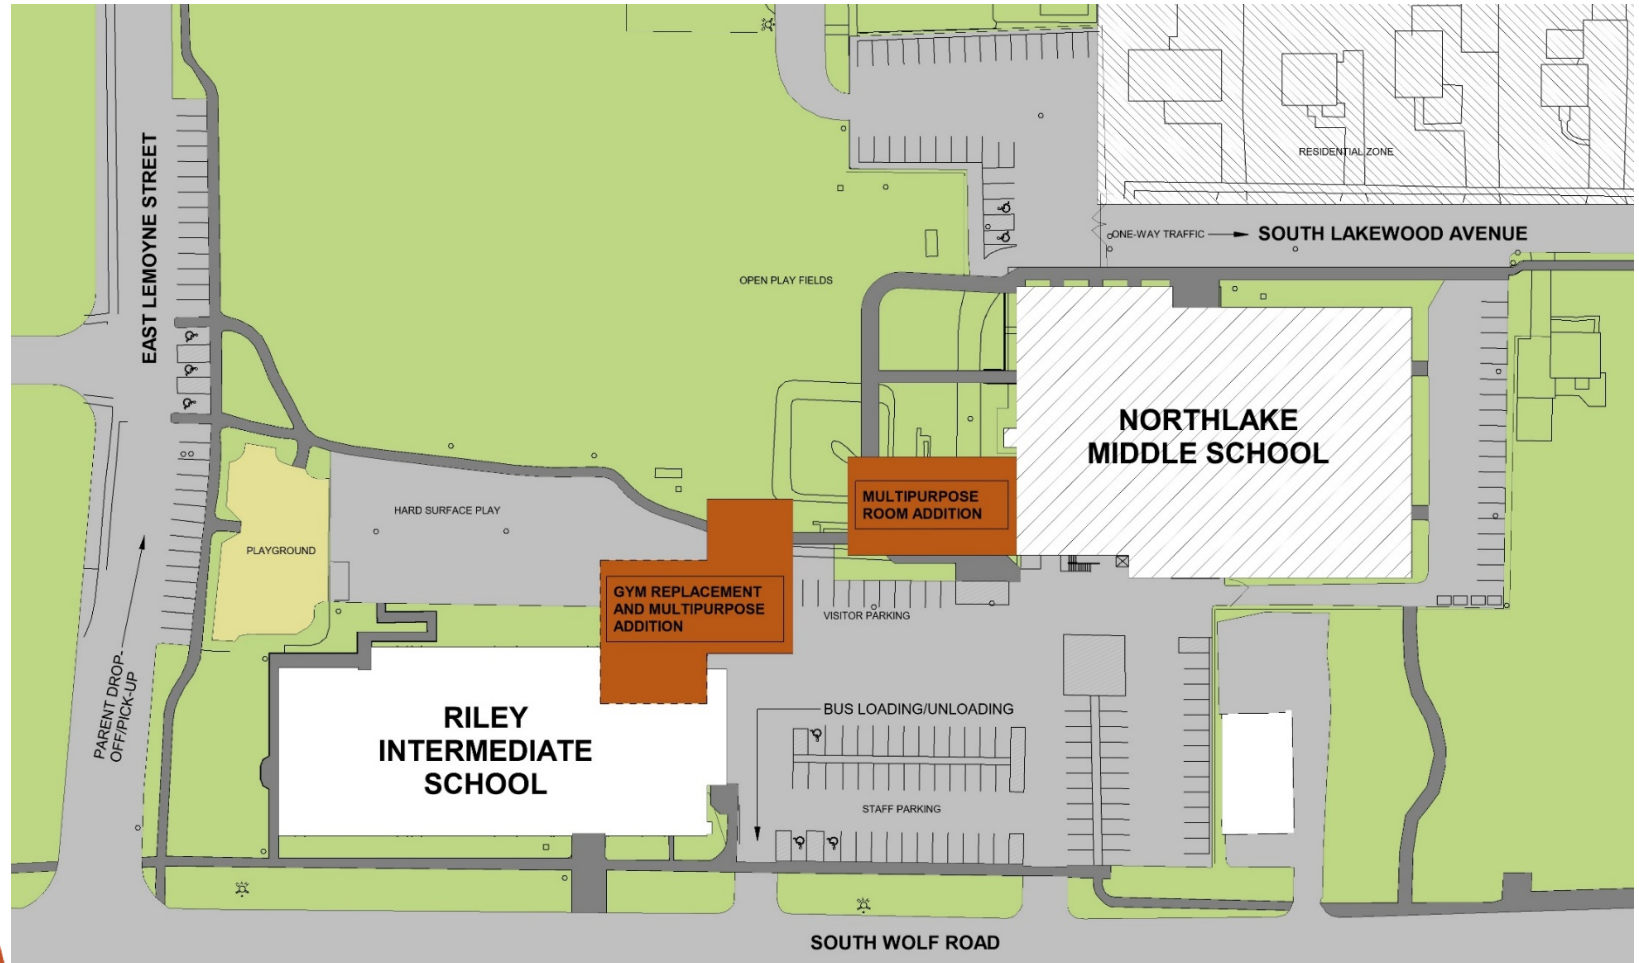 RESIDENTIAL ZONE
ONE-WAY TRAFFIC
SOUTH LAKEWOOD AVENUE
EAST LEMOYNE STREET
OPEN PLAY FIELDS
NORTHLAKE
MIDDLE SCHOOL
MULTIPURPOSE
ROOM ADDITION
HARD SURFACE PLAY
PLAYGROUND
GYM REPLACEMENT
AND MULTIPURPOSE
ADDITION
VISITOR PARKING
PARENT DROP-
OFF/PICK-UP
BUS LOADING/UNLOADING
RILEY
INTERMEDIATE
SCHOOL
STAFF PARKING
SOUTH WOLF ROAD